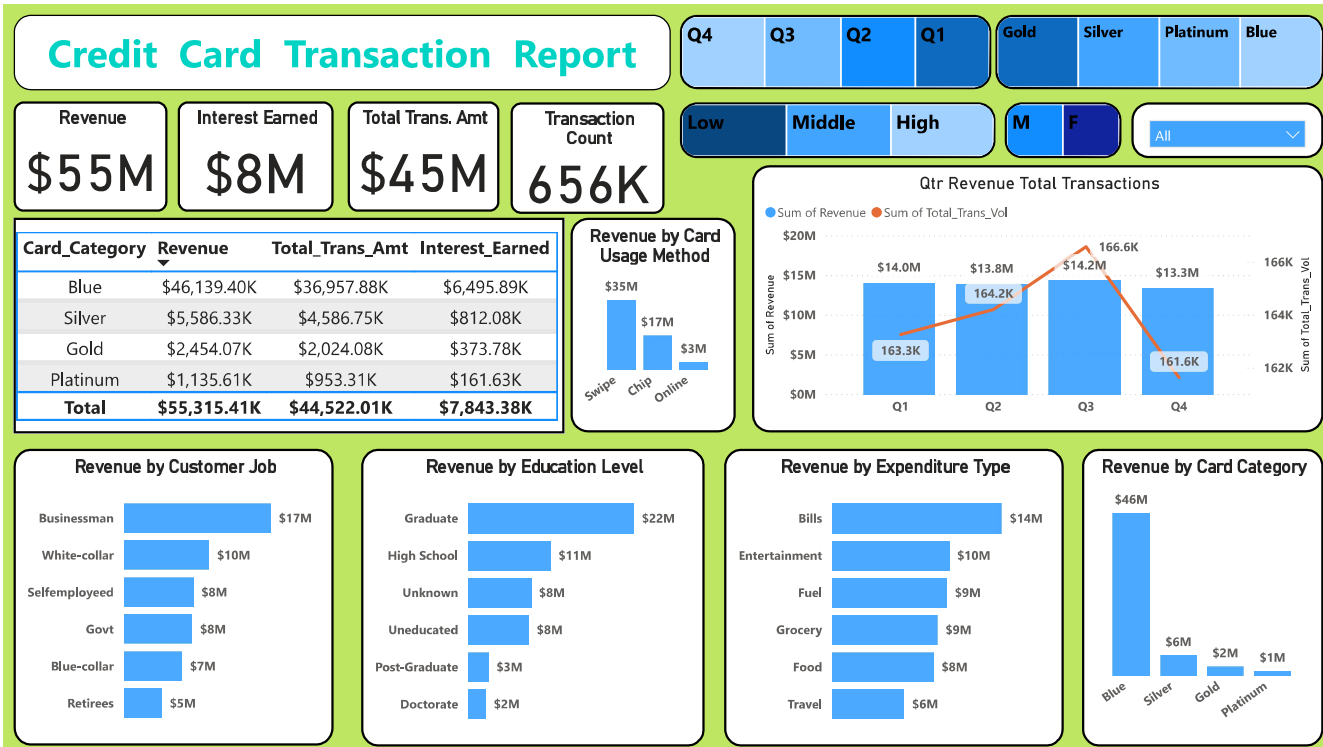 Credit Card Transaction Report
Q4 Q3 Q2 Q1
Gold Silver Platinum Blue
Revenue
$55M
Interest Earned
$8M
Total Trans. Amt
$45M
Transaction
Count
656K
Low Middle High
M F
All
Card_Category Revenue Total_Trans_Amt Interest_Earned
Blue $46,139.40K $36,957.88K $6,495.89K
Silver $5,586.33K $4,586.75K $812.08K
Gold $2,454.07K $2,024.08K $373.78K
Platinum $1,135.61K $953.31K $161.63K
Total $55,315.41K $44,522.01K $7,843.38K
Revenue by Card
Usage Method
$35M
$17M
$3M
Swipe Chip Online
Qtr Revenue Total Transactions
Sum of Revenue Sum of Total_Trans_Vol
Sum of Revenue
$20M
$15M
$10M
$5M
$0M
$14.0M $13.8M $14.2M $13.3M
163.3K 164.2K 166.6K 161.6K
166K
164K
162K
Sum of Total_Trans_Vol
Q1 Q2 Q3 Q4
Revenue by Customer Job
Businessman $17M
White-collar $10M
Selfemployeed $8M
Govt $8M
Blue-collar $7M
Retirees $5M
Revenue by Education Level
Graduate $22M
High School $11M
Unknown $8M
Uneducated $8M
Post-Graduate $3M
Doctorate $2M
Revenue by Expenditure Type
Bills $14M
Entertainment $10M
Fuel $9M
Grocery $9M
Food $8M
Travel $6M
Revenue by Card Category
$46M
$6M
$2M
$1M
Blue Silver Gold Platinum